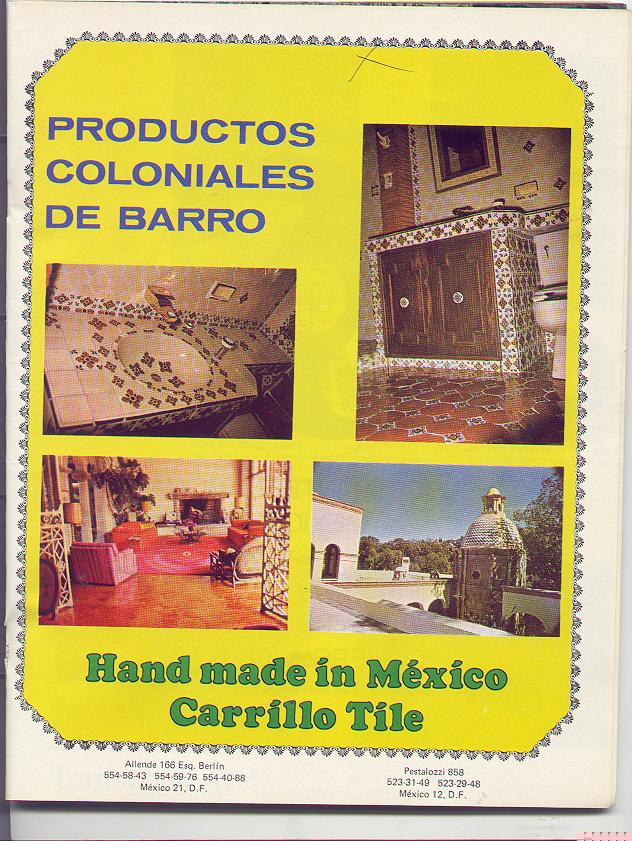 PRODUCTOS
COLONIALES
DE BARRO
Hand made in México
Carrillo Tile
Allende 166 Esq. Berlín
554-58-43 554-59-76 554-40-88
México 21, D.F.
Pestalozzi 858
523-31-49 523-29-48
México 12, D.F.